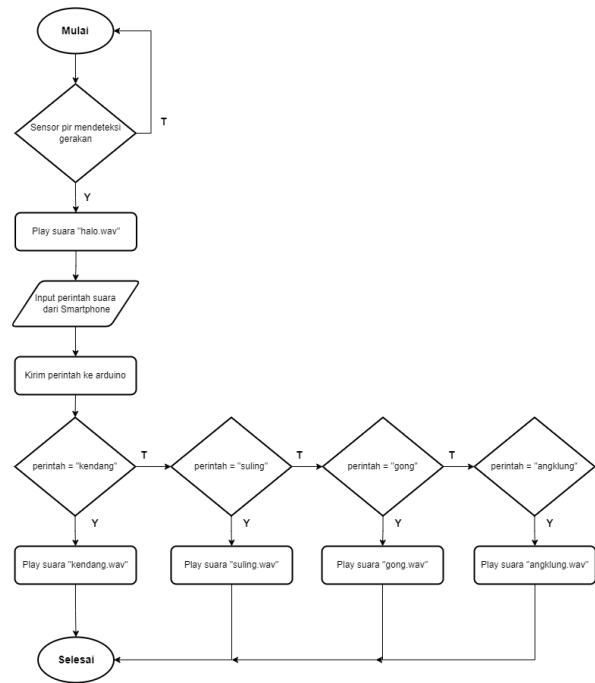 Mulai
Sensor pir mendeteksi
gerakan
T
Y
Play suara "halo.wav"
Input perintah suara
dari Smartphone
Kirim perintah ke arduino
perintah = "kendang"
T
perintah = "suling"
T
perintah = "gong"
T
perintah = "angklung"
Y
Y
Y
Y
Play suara "kendang.wav"
Play suara "suling.wav"
Play suara "gong.wav"
Play suara "angklung.wav"
Selesai